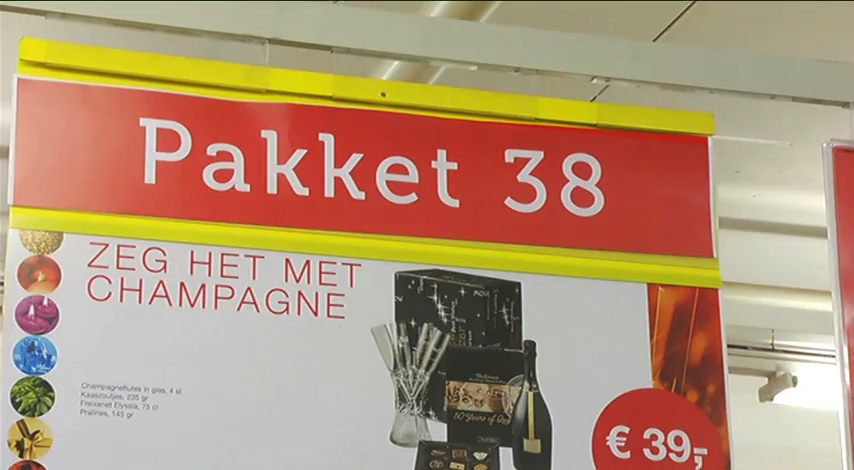 Pakket 38
ZEG HET MET
CHAMPAGNE
Champagneflutes in glas, 4 st
Kaaszoutjes, 235 gr
Freixenet Elyssia, 75 cl
Pralines, 145 gr
€ 39,-